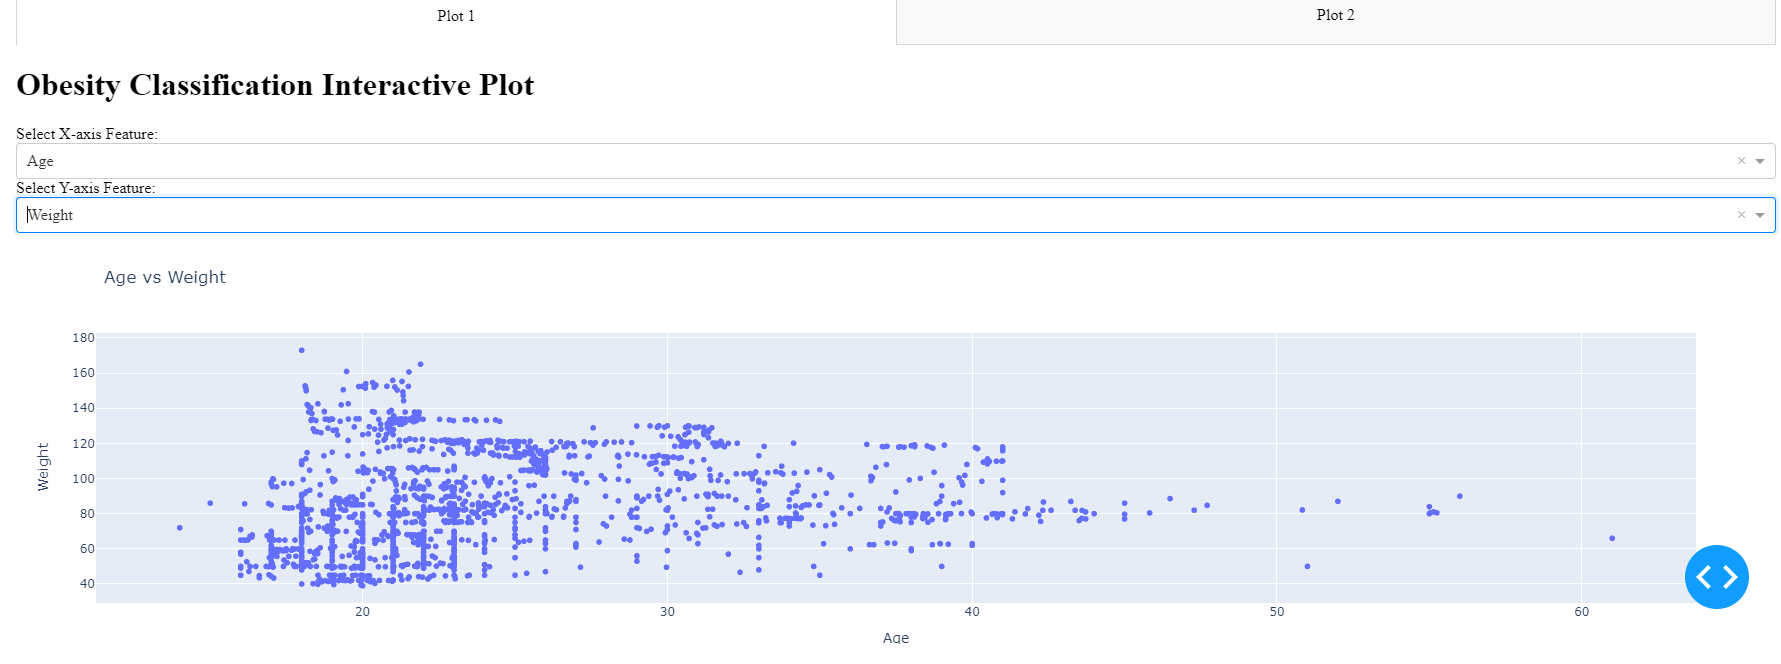 Plot 1
Plot 2
Obesity Classification Interactive Plot
Select X-axis Feature:
Age
Select Y-axis Feature:
Weight
Age vs Weight
Weight
180
160
140
120
100
80
60
40
20
30
40
50
60
Age